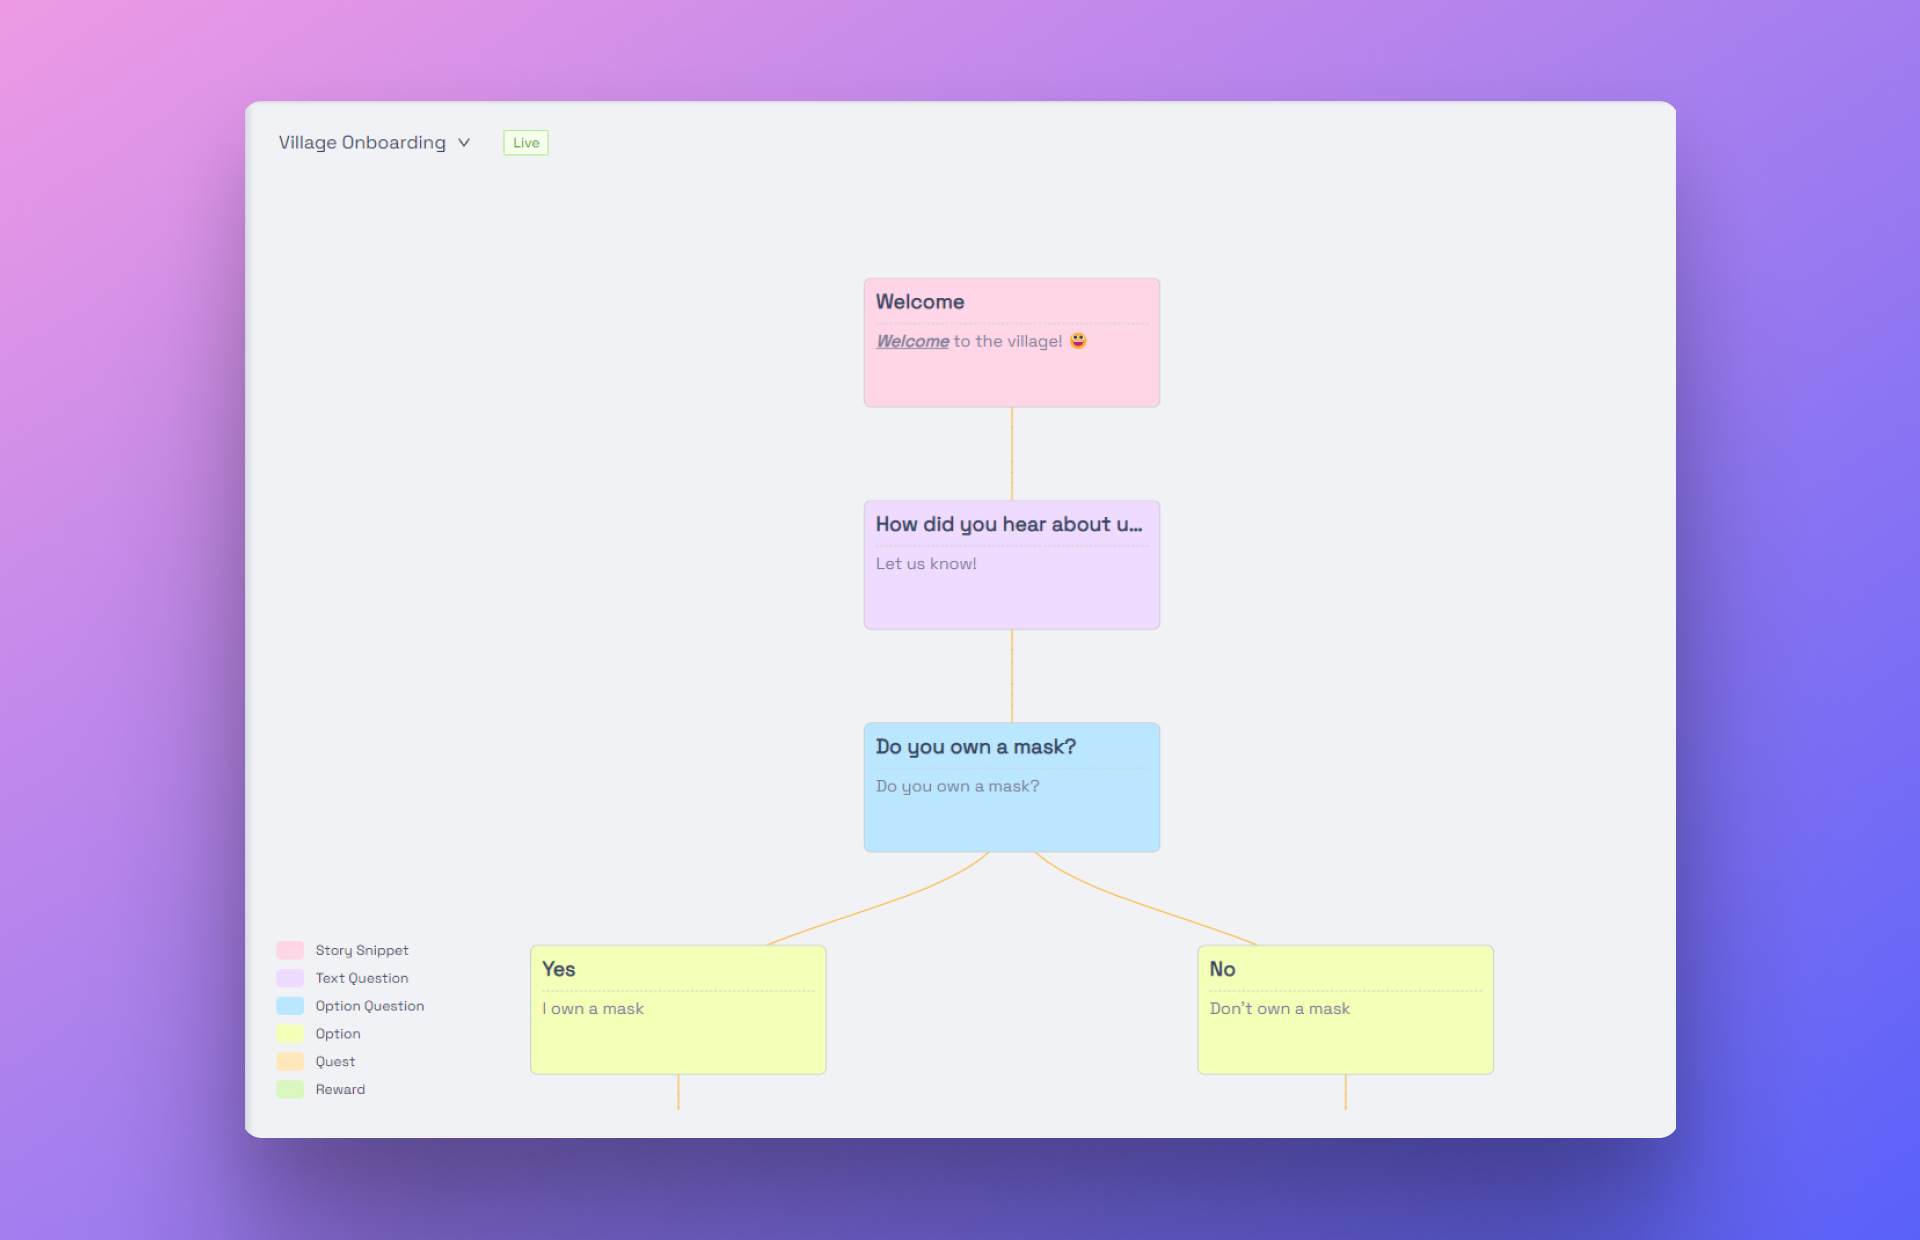 Village Onboarding
Live
Welcome
Welcome to the village! 😀
How did you hear about u...
Let us know!
Do you own a mask?
Do you own a mask?
Yes
I own a mask
No
Don't own a mask
Story Snippet
Text Question
Option Question
Option
Quest
Reward